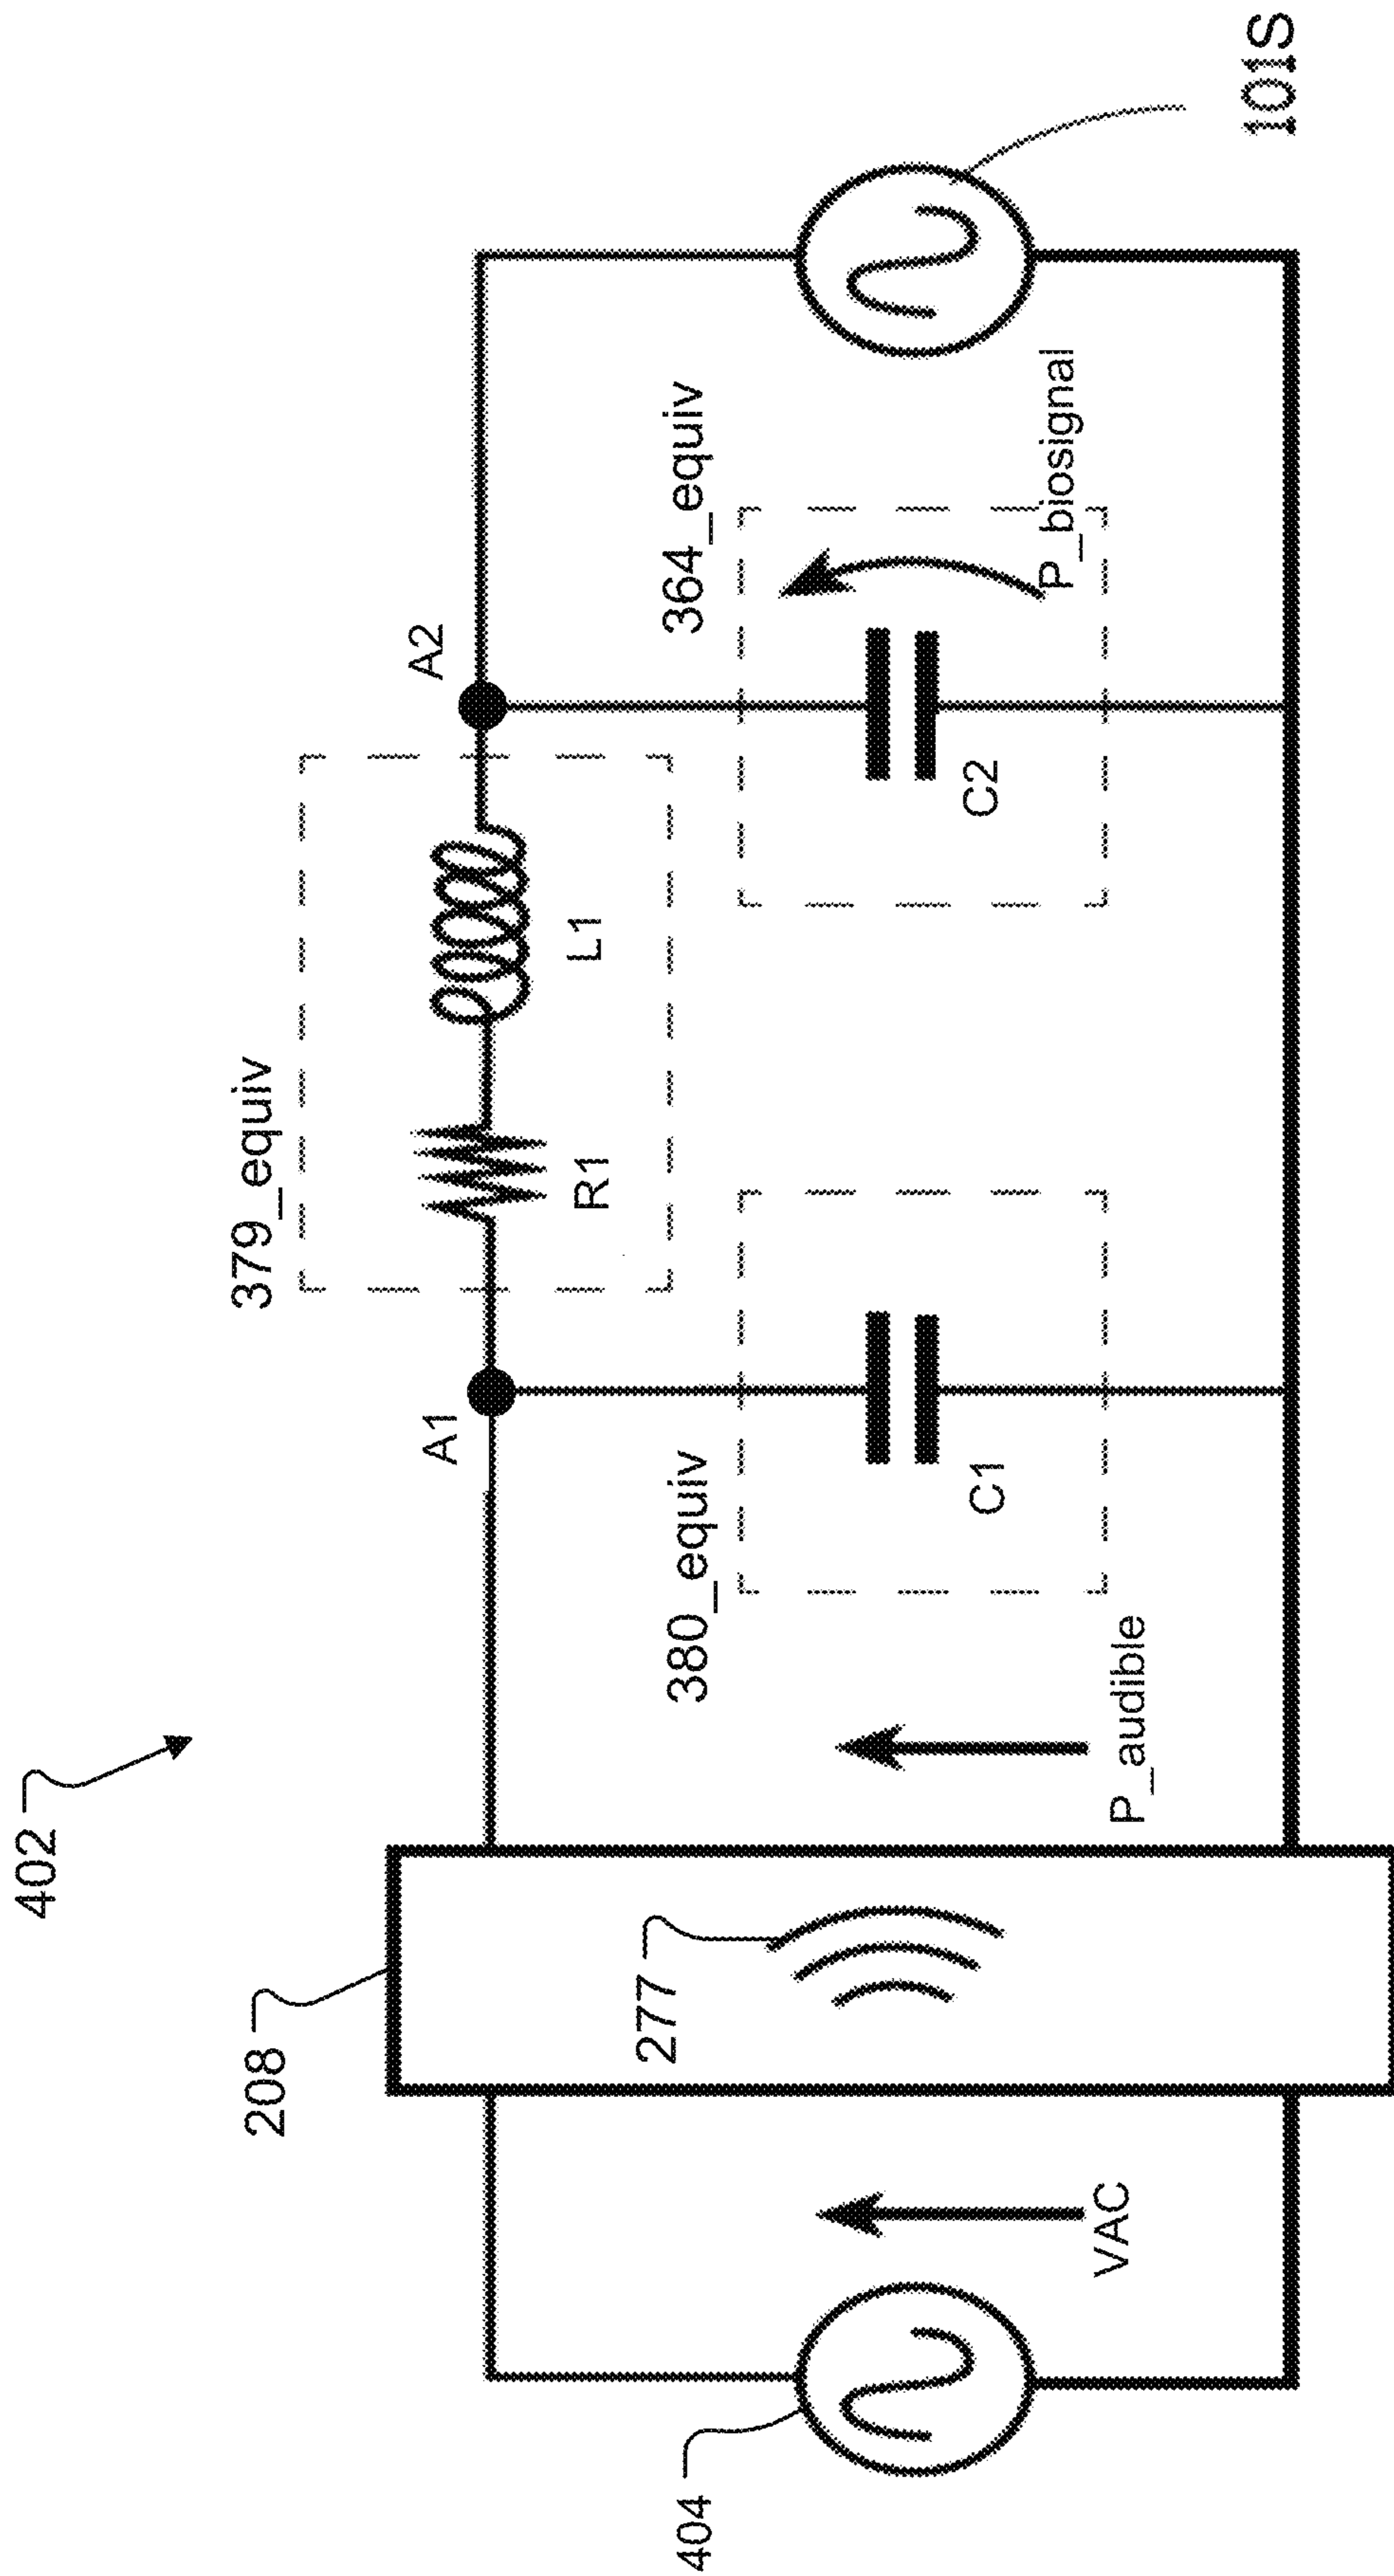 402
208
277
404
VAC
P_audible
380_equiv
A1
C1
379_equiv
R1
L1
A2
364_equiv
C2
P_biosignal
101S